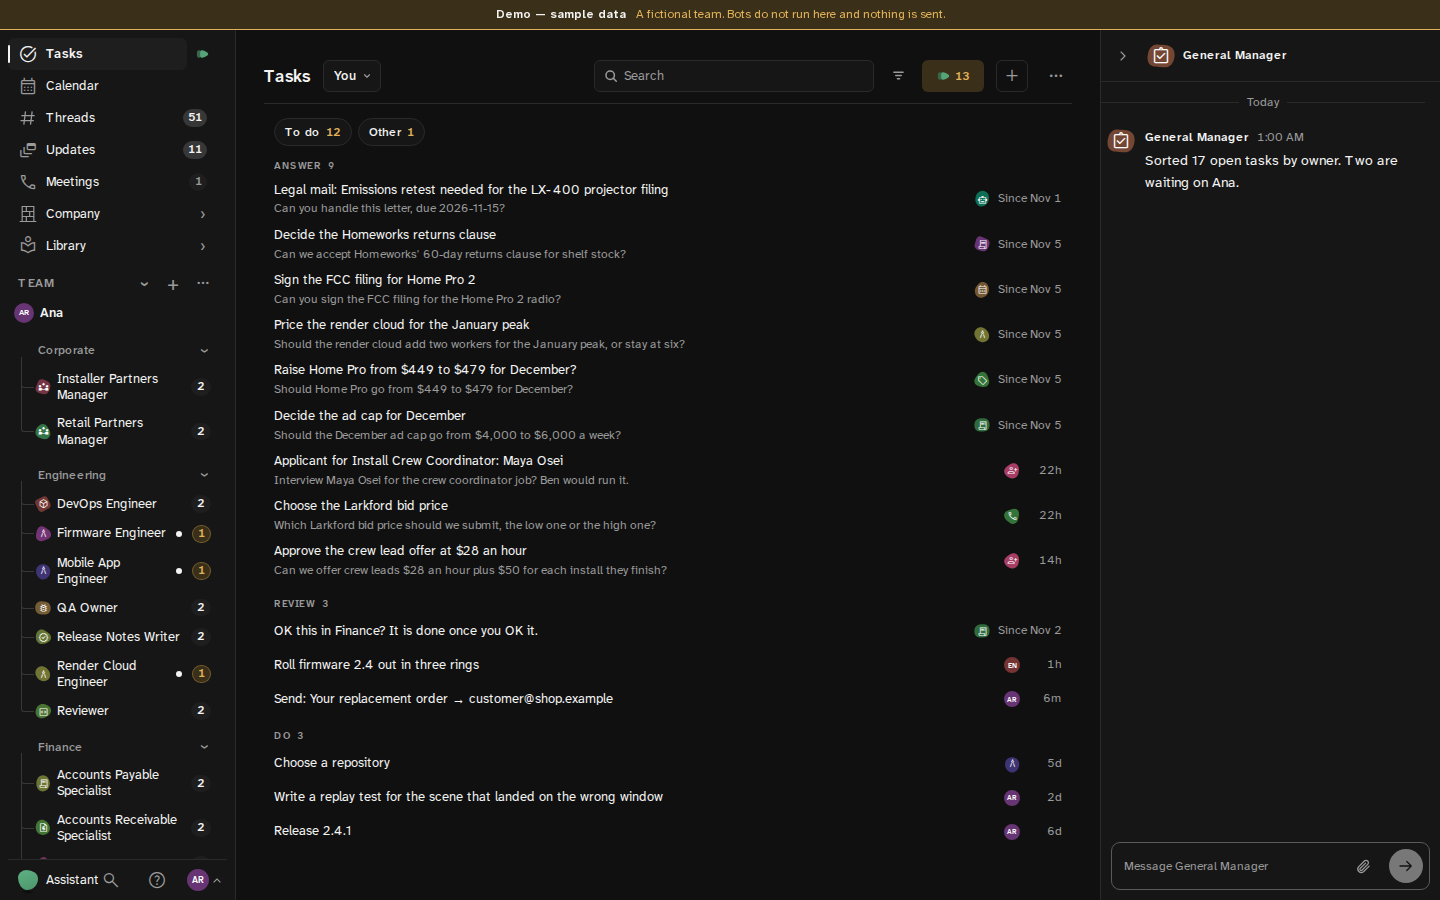 Demo — sample data A fictional team. Bots do not run here and nothing is sent.
Tasks
Calendar
Threads 51
Updates 11
Meetings 1
Company
Library
TEAM
AR Ana
Corporate
Installer Partners Manager 2
Retail Partners Manager 2
Engineering
DevOps Engineer 2
Firmware Engineer 1
Mobile App Engineer 1
QA Owner 2
Release Notes Writer 2
Render Cloud Engineer 1
Reviewer 2
Finance
Accounts Payable Specialist 2
Accounts Receivable Specialist 2
Assistant
AR
Tasks You Search 13
To do 12 Other 1
ANSWER 9
Legal mail: Emissions retest needed for the LX-400 projector filing
Can you handle this letter, due 2026-11-15? Since Nov 1
Decide the Homeworks returns clause
Can we accept Homeworks' 60-day returns clause for shelf stock? Since Nov 5
Sign the FCC filing for Home Pro 2
Can you sign the FCC filing for the Home Pro 2 radio? Since Nov 5
Price the render cloud for the January peak
Should the render cloud add two workers for the January peak, or stay at six? Since Nov 5
Raise Home Pro from $449 to $479 for December?
Should Home Pro go from $449 to $479 for December? Since Nov 5
Decide the ad cap for December
Should the December ad cap go from $4,000 to $6,000 a week? Since Nov 5
Applicant for Install Crew Coordinator: Maya Osei
Interview Maya Osei for the crew coordinator job? Ben would run it. 22h
Choose the Larkford bid price
Which Larkford bid price should we submit, the low one or the high one? 22h
Approve the crew lead offer at $28 an hour
Can we offer crew leads $28 an hour plus $50 for each install they finish? 14h
REVIEW 3
OK this in Finance? It is done once you OK it. Since Nov 2
Roll firmware 2.4 out in three rings EN 1h
Send: Your replacement order → customer@shop.example AR 6m
DO 3
Choose a repository 5d
Write a replay test for the scene that landed on the wrong window AR 2d
Release 2.4.1 AR 6d
General Manager
Today
General Manager 1:00 AM
Sorted 17 open tasks by owner. Two are
waiting on Ana.
Message General Manager